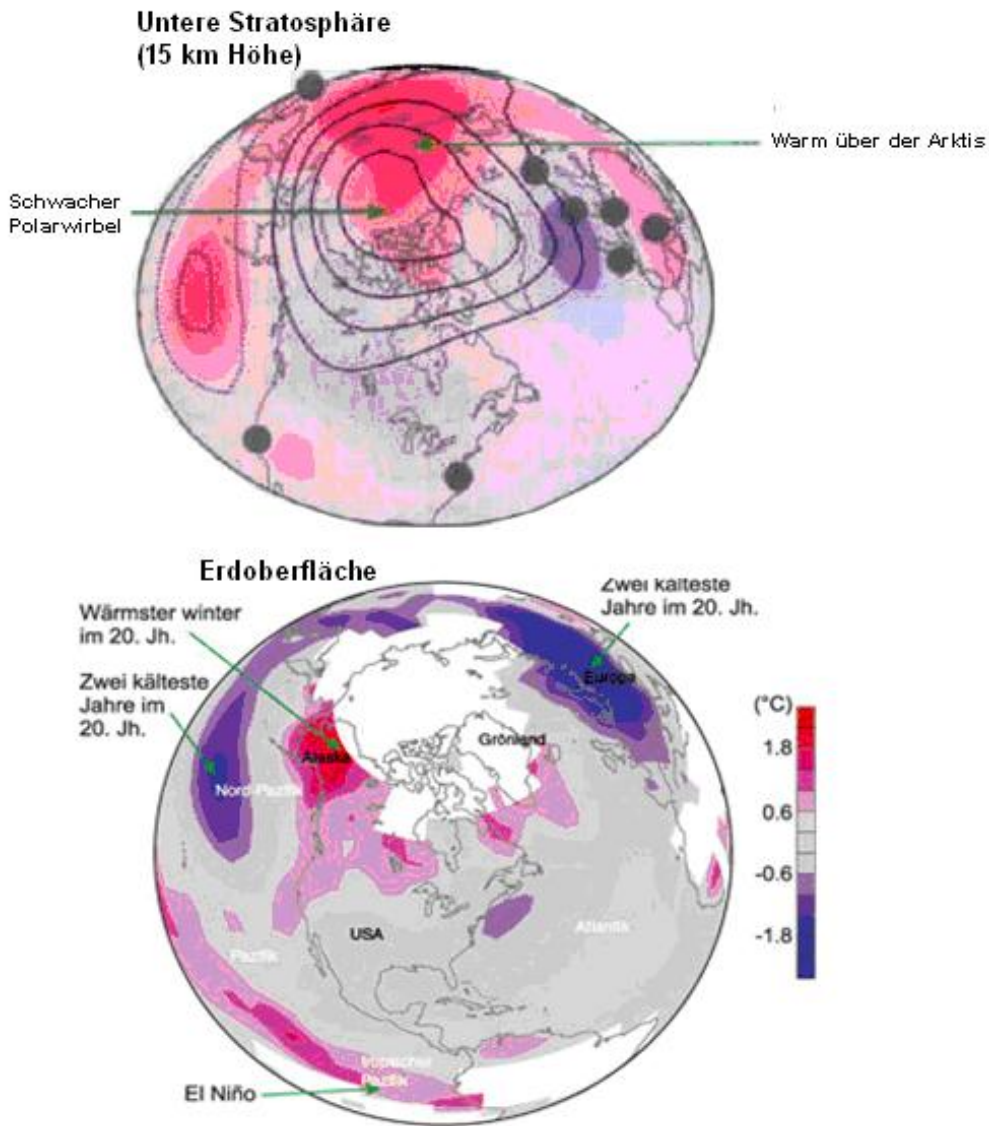 Untere Stratosphäre
(15 km Höhe)
Warm über der Arktis
Schwacher
Polarwirbel
Erdoberfläche
Wärmster winter
im 20. Jh.
Zwei kälteste
Jahre im 20. Jh.
Zwei kälteste
Jahre im
20. Jh.
Europa
Grönland
Alaska
Nord-Pazifik
(°C)
1.8
0.6
-0.6
-1.8
USA
Atlantik
Pazifik
tropischer
Pazfik
El Niño